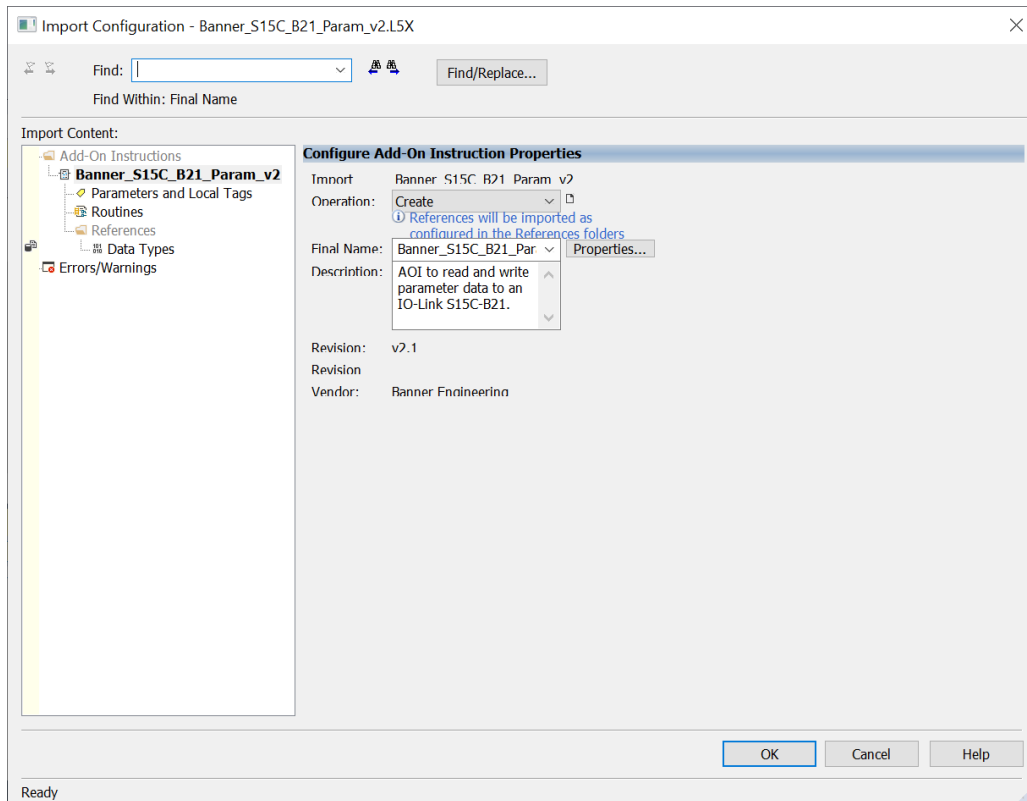 Import Configuration - Banner_S15C_B21_Param_v2.L5X
Find:
Find/Replace...
Find Within: Final Name
Import Content:
Add-On Instructions
Banner_S15C_B21_Param_v2
Parameters and Local Tags
Routines
References
Data Types
Errors/Warnings
Configure Add-On Instruction Properties
Import Banner_S15C_B21_Param_v2
Operation: Create
References will be imported as
configured in the References folders
Final Name: Banner_S15C_B21_Par Properties...
Description: AOI to read and write
parameter data to an
IO-Link S15C-B21.
Revision: v2.1
Revision
Vendor: Banner Engineering
OK Cancel Help
Ready